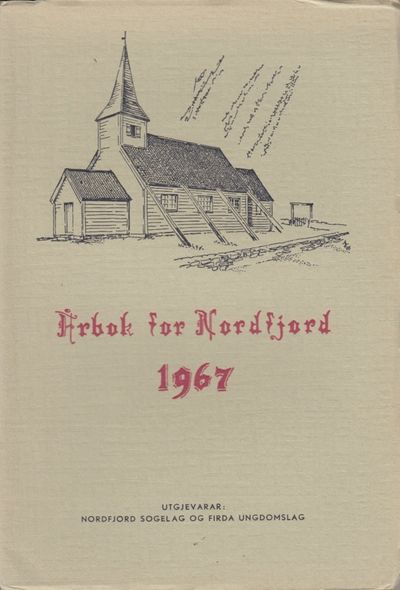 Årbok for Nordfjord
1967
UTGJEVARAR:
NORDFJORD SOGELAG OG FIRDA UNGDOMSLAG